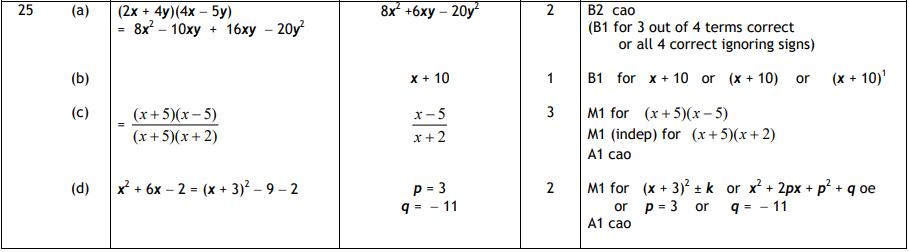 25 (a) (2x + 4y)(4x – 5y) 8x² +6xy – 20y² 2 B2 cao
= 8x² – 10xy + 16xy – 20y² (B1 for 3 out of 4 terms correct
or all 4 correct ignoring signs)
(b) x + 10 1 B1 for x + 10 or (x + 10) or (x + 10)¹
(c) = (x+5)(x–5) / (x+5)(x+2) x–5 / x+2 3 M1 for (x+5)(x–5)
M1 (indep) for (x+5)(x+2)
A1 cao
(d) x² + 6x – 2 = (x + 3)² – 9 – 2 p = 3 2 M1 for (x + 3)² ± k or x² + 2px + p² + q oe
q = – 11 or p = 3 or q = – 11
A1 cao